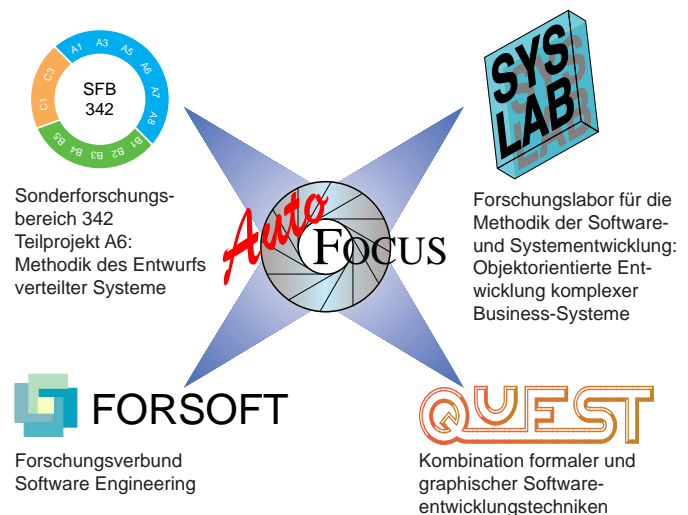 A1 A3 A5 A6 A7 A8
C1 C3
B5 B4 B3 B2 B1
SFB
342
Sonderforschungs-
bereich 342
Teilprojekt A6:
Methodik des Entwurfs
verteilter Systeme
SYS
LAB
Forschungslabor für die
Methodik der Software-
und Systementwicklung:
Objektorientierte Ent-
wicklung komplexer
Business-Systeme
Auto
FOCUS
FORSOFT
Forschungsverbund
Software Engineering
QUEST
Kombination formaler und
graphischer Software-
entwicklungstechniken